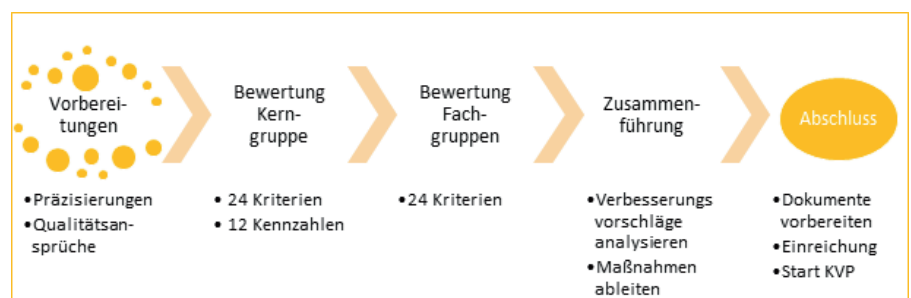 Vorberei-
tungen
Bewertung
Kern-
gruppe
Bewertung
Fach-
gruppen
Zusammen-
führung
Abschluss
•Präzisierungen
•Qualitätsan-
sprüche
• 24 Kriterien
• 12 Kennzahlen
•24 Kriterien
•Verbesserungs
vorschläge
analysieren
•Maßnahmen
ableiten
•Dokumente
vorbereiten
•Einreichung
•Start KVP